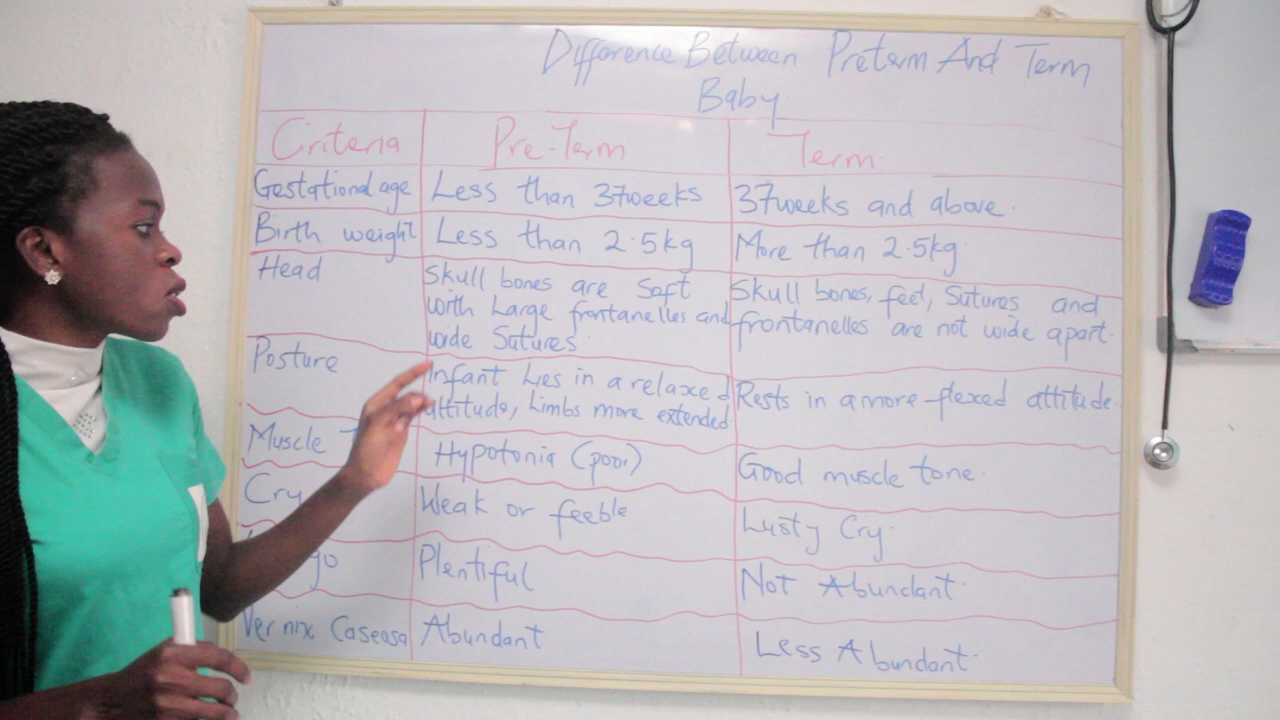 Difference Between Preterm And Term
Baby
Criteria Pre-Term Term
Gestational age Less than 37weeks 37weeks and above.
Birth weight Less than 2.5kg More than 2.5kg
Head Skull bones are Soft Skull bones, feel, Sutures and
with Large frontanelles and frontanelles are not wide apart.
wide Sutures.
Posture Infant Lies in a relaxed Rests in a more flexed attitude.
attitude, Limbs more extended.
Muscle Hypotonia (poor) Good muscle tone.
Cry Weak or feeble Lusty Cry
Plentiful Not Abundant.
Vernix Caseasa Abundant Less Abundant.